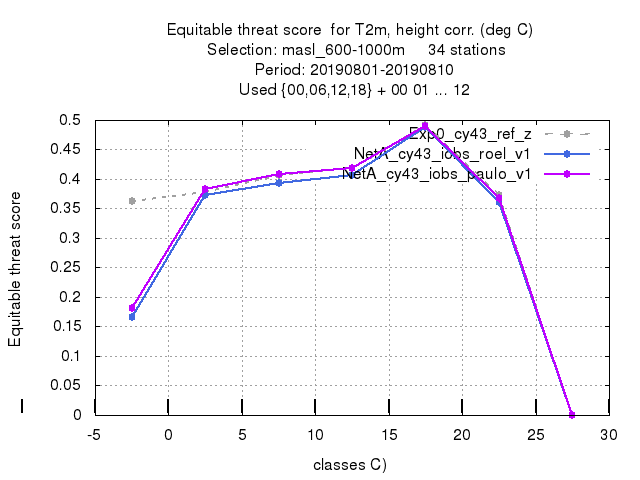 Equitable threat score  for T2m, height corr. (deg C)
Selection: masl_600-1000m     34 stations
Period: 20190801-20190810
Used {00,06,12,18} + 00 01 ... 12
Equitable threat score
0.5
0.45
0.4
0.35
0.3
0.25
0.2
0.15
0.1
0.05
0
Exp0_cy43_ref_z
NetA_cy43_iobs_roel_v1
NetA_cy43_iobs_paulo_v1
-5 0 5 10 15 20 25 30
classes C)